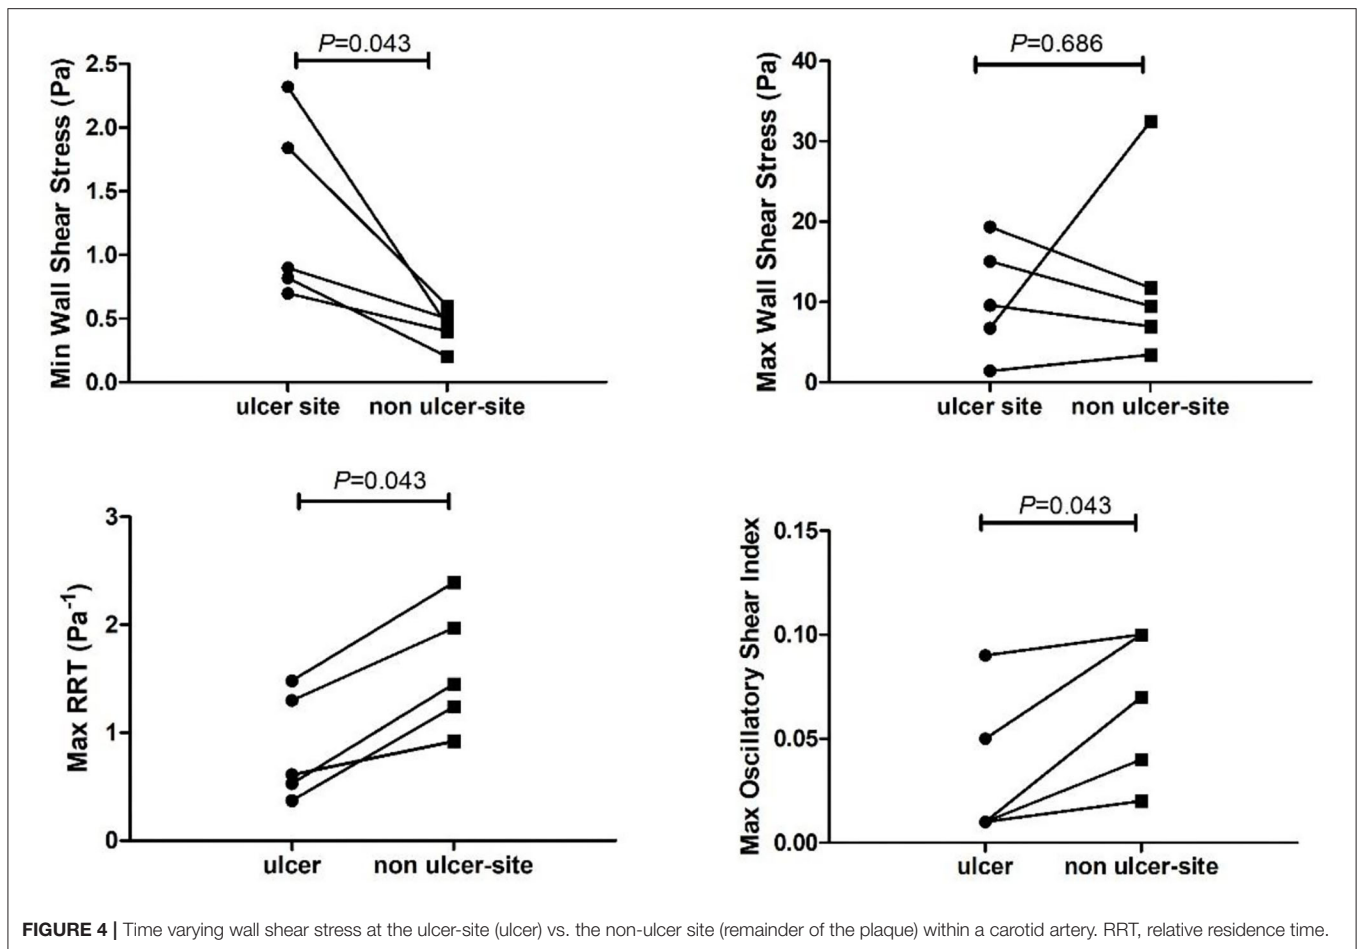 P=0.043
Min Wall Shear Stress (Pa)
2.5
2.0
1.5
1.0
0.5
0.0
ulcer site non ulcer-site
P=0.686
Max Wall Shear Stress (Pa)
40
30
20
10
0
ulcer site non ulcer-site
P=0.043
Max RRT (Pa⁻¹)
3
2
1
0
ulcer non ulcer-site
P=0.043
Max Oscillatory Shear Index
0.15
0.10
0.05
0.00
ulcer non ulcer-site
FIGURE 4 | Time varying wall shear stress at the ulcer-site (ulcer) vs. the non-ulcer site (remainder of the plaque) within a carotid artery. RRT, relative residence time.